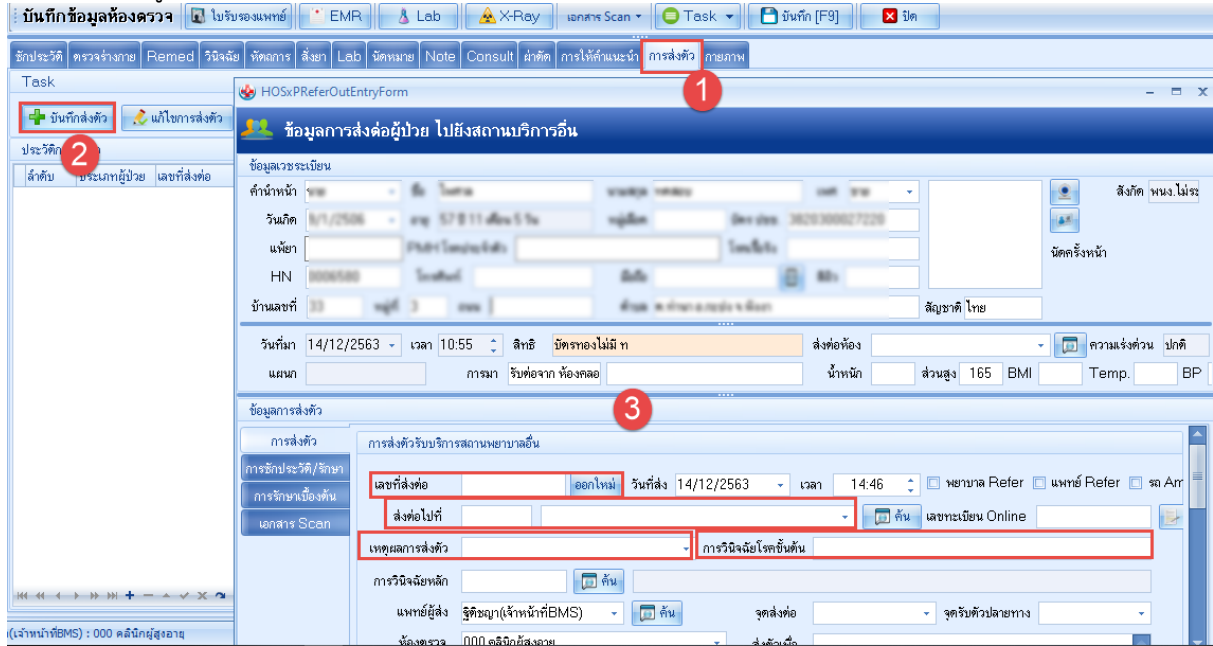 บันทึกข้อมูลห้องตรวจ ใบรับรองแพทย์ EMR Lab X-Ray เอกสาร Scan Task บันทึก [F9] ปิด
ซักประวัติ ตรวจร่างกาย Remed วินิจฉัย หัตถการ สั่งยา Lab นัดหมาย Note Consult ผ่าตัด การให้คำแนะนำ การส่งตัว กายภาพ
Task
HOSxPReferOutEntryForm
1
บันทึกส่งตัว แก้ไขการส่งตัว
ข้อมูลการส่งต่อผู้ป่วย ไปยังสถานบริการอื่น
2
ลำดับ ประเภทผู้ป่วย เลขที่ส่งต่อ
ข้อมูลเวชระเบียน
คำนำหน้า สังกัด พนง.ไม่ระ
วันเกิด
แพ้ยา นัดครั้งหน้า
HN
บ้านเลขที่ สัญชาติ ไทย
วันที่มา 14/12/2563 เวลา 10:55 สิทธิ บัตรทองไม่มี ท ส่งต่อห้อง ความเร่งด่วน ปกติ
แผนก การมา รับต่อจาก ห้องคลอ น้ำหนัก ส่วนสูง 165 BMI Temp. BP
ข้อมูลการส่งตัว
3
การส่งตัว การส่งตัวรับบริการสถานพยาบาลอื่น
การซักประวัติ/รักษา
การรักษาเบื้องต้น
เอกสาร Scan
เลขที่ส่งต่อ ออกใหม่ วันที่ส่ง 14/12/2563 เวลา 14:46 พยาบาล Refer แพทย์ Refer รถ Am
ส่งต่อไปที่ ค้น เลขทะเบียน Online
เหตุผลการส่งตัว การวินิจฉัยโรคขั้นต้น
การวินิจฉัยหลัก ค้น
แพทย์ผู้ส่ง ฐิติชญา(เจ้าหน้าที่BMS) ค้น จุดส่งต่อ จุดรับตัวปลายทาง
ห้องตรวจ 000 คลินิกผู้สูงอายุ ส่งตัวเพื่อ
(เจ้าหน้าที่BMS) : 000 คลินิกผู้สูงอายุ